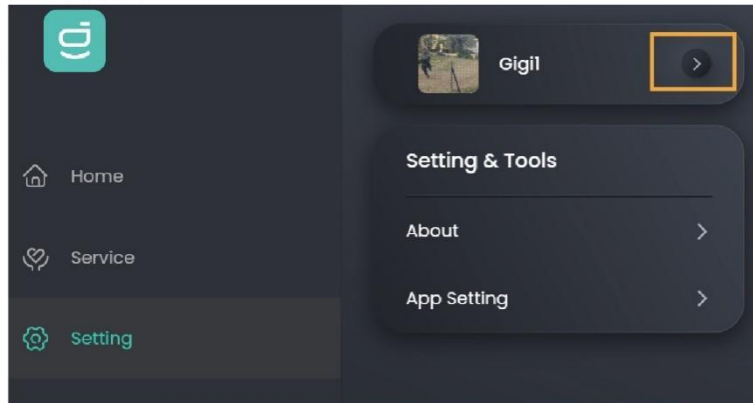 Home
Service
Setting
Gigi1
Setting & Tools
About
App Setting